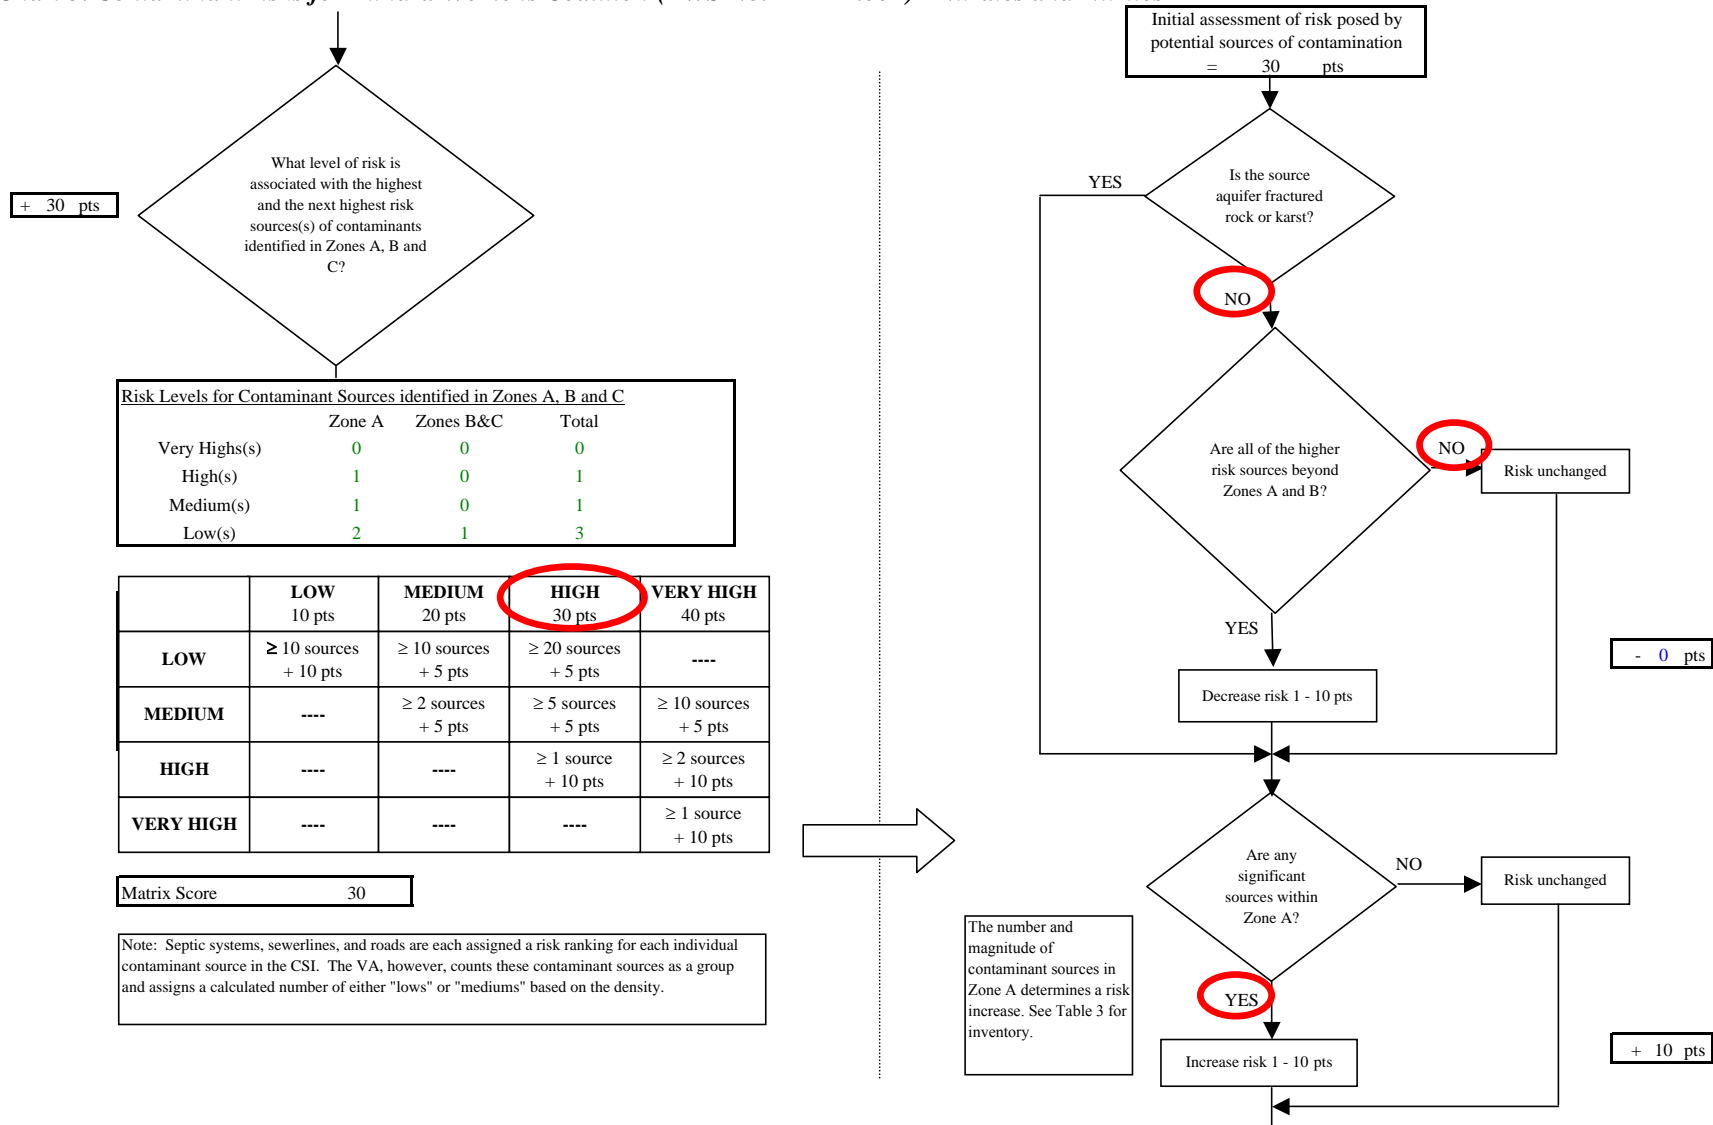 + 30 pts
What level of risk is
associated with the highest
and the next highest risk
sources(s) of contaminants
identified in Zones A, B and
C?
Risk Levels for Contaminant Sources identified in Zones A, B and C
Zone A Zones B&C Total
Very Highs(s) 0 0 0
High(s) 1 0 1
Medium(s) 1 0 1
Low(s) 2 1 3
LOW MEDIUM HIGH VERY HIGH
10 pts 20 pts 30 pts 40 pts
LOW ≥ 10 sources + 10 pts ≥ 10 sources + 5 pts ≥ 20 sources + 5 pts ----
MEDIUM ---- ≥ 2 sources + 5 pts ≥ 5 sources + 5 pts ≥ 10 sources + 5 pts
HIGH ---- ---- ≥ 1 source + 10 pts ≥ 2 sources + 10 pts
VERY HIGH ---- ---- ---- ≥ 1 source + 10 pts
Matrix Score 30
Note: Septic systems, sewerlines, and roads are each assigned a risk ranking for each individual
contaminant source in the CSI. The VA, however, counts these contaminant sources as a group
and assigns a calculated number of either "lows" or "mediums" based on the density.
Initial assessment of risk posed by
potential sources of contamination
= 30 pts
Is the source
aquifer fractured
rock or karst?
YES
NO
Are all of the higher
risk sources beyond
Zones A and B?
NO
Risk unchanged
YES
Decrease risk 1 - 10 pts
- 0 pts
Are any
significant
sources within
Zone A?
NO
Risk unchanged
The number and
magnitude of
contaminant sources in
Zone A determines a risk
increase. See Table 3 for
inventory.
YES
Increase risk 1 - 10 pts
+ 10 pts